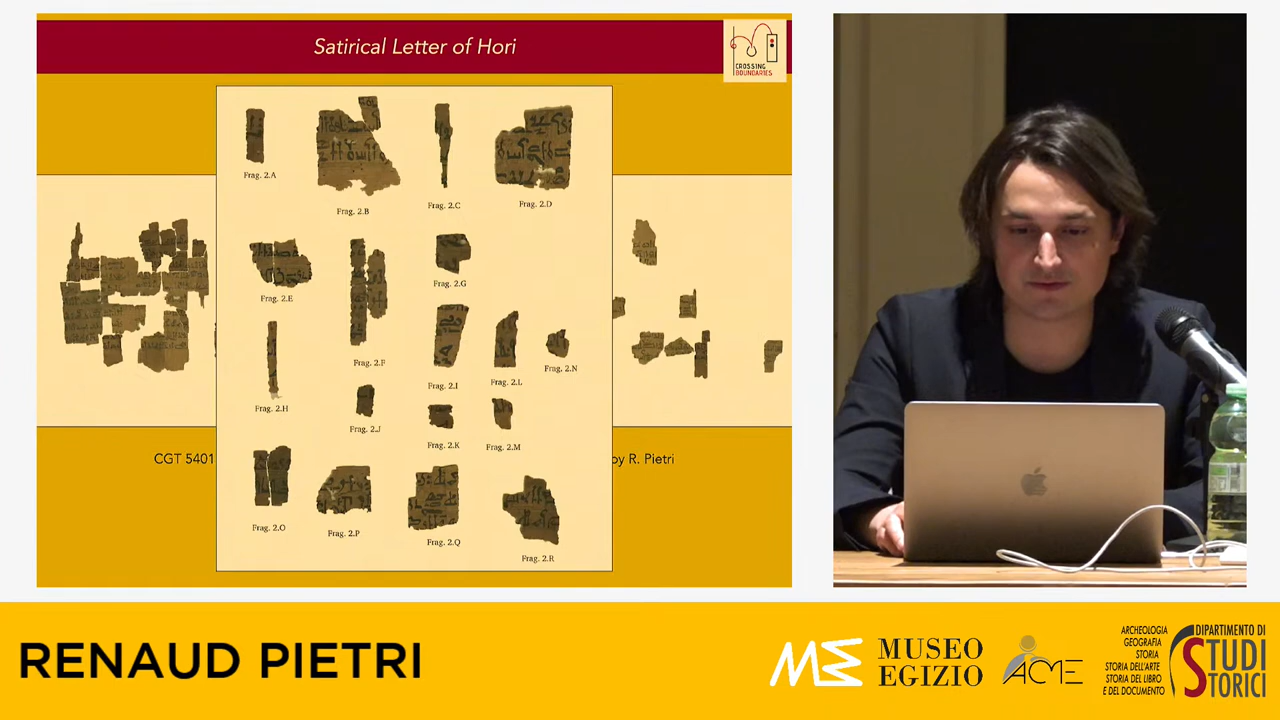 Satirical Letter of Hori
CROSSING
BOUNDARIES
Frag. 2.A
Frag. 2.B
Frag. 2.C
Frag. 2.D
Frag. 2.E
Frag. 2.F
Frag. 2.G
Frag. 2.H
Frag. 2.I
Frag. 2.L
Frag. 2.N
Frag. 2.J
Frag. 2.K
Frag. 2.M
Frag. 2.O
Frag. 2.P
Frag. 2.Q
Frag. 2.R
CGT 5401
by R. Pietri
RENAUD PIETRI
MUSEO
EGIZIO
ACME
ARCHEOLOGIA
GEOGRAFIA
STORIA
STORIA DELL'ARTE
STORIA DEL LIBRO
E DEL DOCUMENTO
DIPARTIMENTO DI
STUDI
STORICI